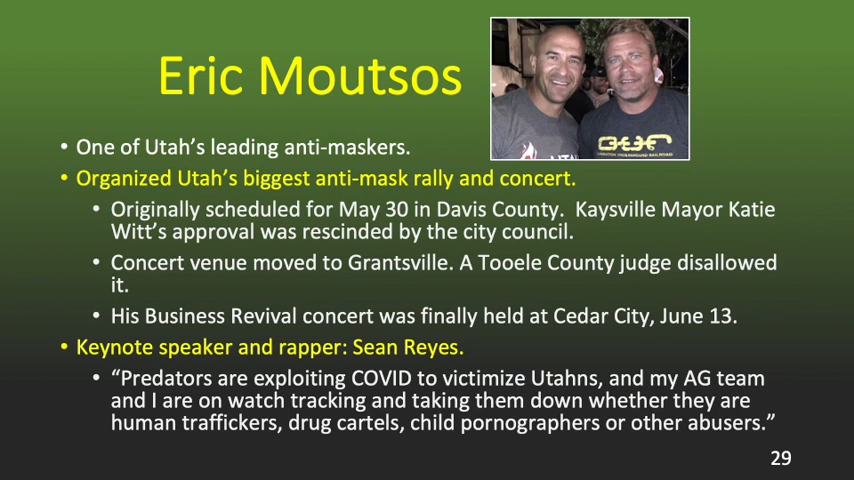 Eric Moutsos
OUR
OPERATION UNDERGROUND RAILROAD
• One of Utah's leading anti-maskers.
• Organized Utah's biggest anti-mask rally and concert.
• Originally scheduled for May 30 in Davis County. Kaysville Mayor Katie
Witt's approval was rescinded by the city council.
• Concert venue moved to Grantsville. A Tooele County judge disallowed
it.
• His Business Revival concert was finally held at Cedar City, June 13.
• Keynote speaker and rapper: Sean Reyes.
• “Predators are exploiting COVID to victimize Utahns, and my AG team
and I are on watch tracking and taking them down whether they are
human traffickers, drug cartels, child pornographers or other abusers.”
29